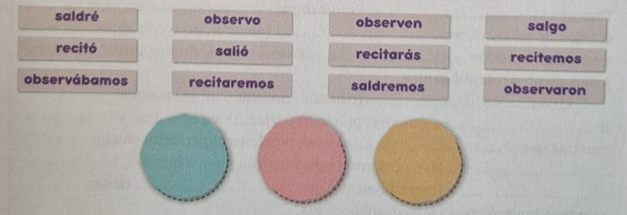 saldré observo observen salgo
recitó salió recitarás recitemos
observábamos recitaremos saldremos observaron